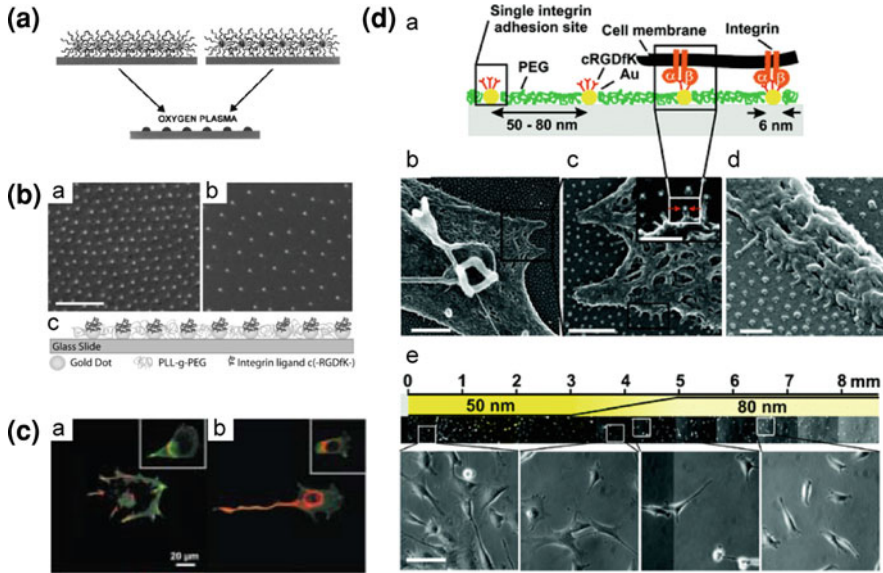 (a)
OXYGEN PLASMA
(b)
a
b
c
Glass Slide
Gold Dot PLL-g-PEG Integrin ligand c(-RGDfK-)
(c)
a
b
20 µm
(d)
a
Single integrin
adhesion site
Cell membrane
Integrin
PEG
cRGDfK
Au
α β
α β
50 - 80 nm
6 nm
b
c
d
e
0 1 2 3 4 5 6 7 8 mm
50 nm
80 nm